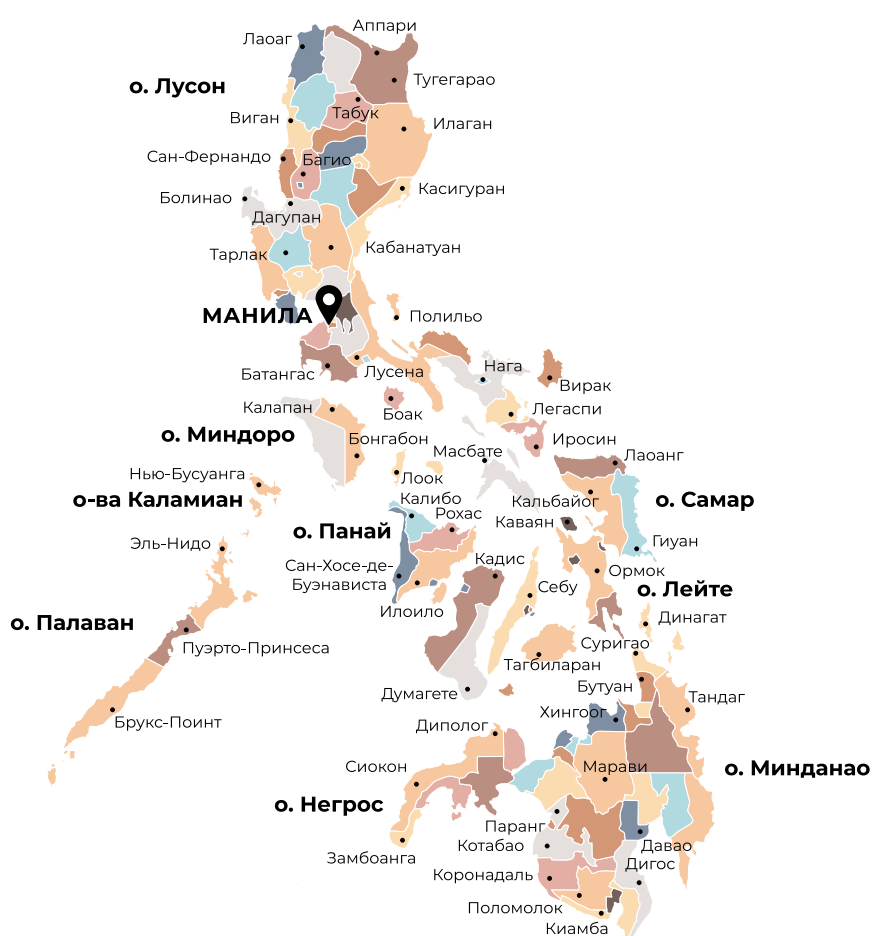 Аппари
Лаоаг
Тугегарао
о. Лусон
Табук
Виган
Илаган
Сан-Фернандо
Багио
Касигуран
Болинао
Дагупан
Тарлак
Кабанатуан
МАНИЛА
Полильо
Нага
Лусена
Батангас
Вирак
Калапан
Боак
Легаспи
о. Миндоро
Бонгабон
Иросин
Масбате
Лаоанг
Нью-Бусуанга
Лоок
о-ва Каламиан
Калибо
Кальбайог
о. Самар
Рохас
Каваян
о. Панай
Эль-Нидо
Гиуан
Кадис
Сан-Хосе-де-
Буэнависта
Ормок
Себу
о. Лейте
Илоило
Динагат
о. Палаван
Суригао
Пуэрто-Принсеса
Тагбиларан
Бутуан
Думагете
Тандаг
Хингоог
Брукс-Поинт
Диполог
Сиокон
Марави
о. Минданао
о. Негрос
Паранг
Котабао
Давао
Замбоанга
Дигос
Коронадаль
Поломолок
Киамба